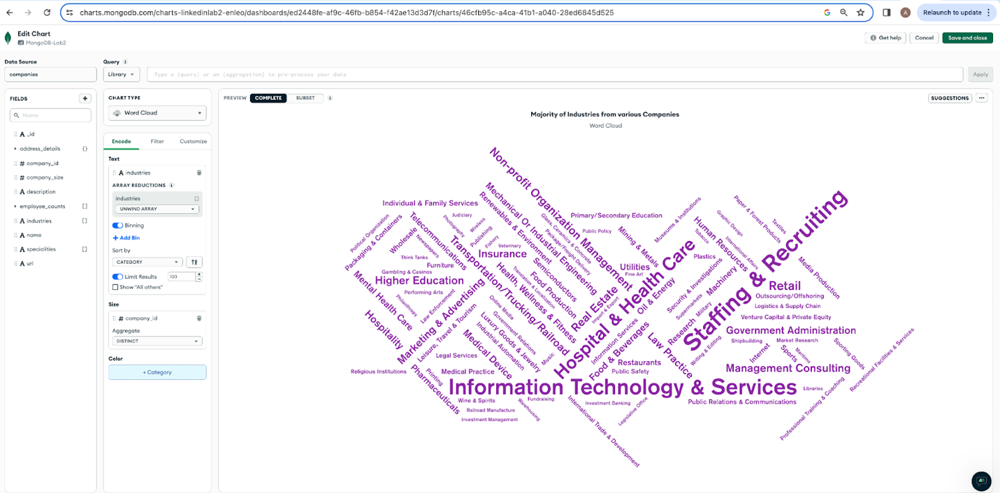 charts.mongodb.com/charts-linkedinlab2-enleo/dashboards/ed2448fe-af9c-46fb-b854-f42ae13d3d7f/charts/46cfb95c-a4ca-41b1-a040-28ed6845d525
A
Relaunch to update
Edit Chart
MongoDB-Lab2
Get help
Cancel
Save and close
Data Source
Query
companies
Library
Type a {query} or an [aggregation] to pre-process your data
Apply
FIELDS
+
Name
A _id
address_details {}
# company_id
# company_size
A description
employee_counts []
A industries []
A name
A specialities []
A url
CHART TYPE
Word Cloud
Encode
Filter
Customize
Text
A industries
ARRAY REDUCTIONS
industries []
UNWIND ARRAY
Binning
+ Add Bin
Sort by
CATEGORY
Limit Results
100
Show "All others"
Size
# company_id
Aggregate
DISTINCT
Color
+ Category
PREVIEW
COMPLETE
SUBSET
SUGGESTIONS
Majority of Industries from various Companies
Word Cloud
Non-profit Organization Management
Mechanical Or Industrial Engineering
Renewables & Environment
Individual & Family Services
Primary/Secondary Education
Museums & Institutions
Paper & Forest Products
Staffing & Recruiting
Political Organization
Packaging & Containers
Judiciary
Photography
Wireless
Publishing
Fishery
Veterinary
Telecommunications
Wholesale
Newspapers
Glass, Ceramics & Concrete
Package/Freight Delivery
Public Policy
Mining & Metals
Graphic Design
Textiles
Human Resources
Tobacco
International Affairs
Plastics
Media Production
Think Tanks
Furniture
Gambling & Casinos
Insurance
Transportation/Trucking/Railroad
Semiconductors
Food Production
Health, Wellness & Fitness
Translation & Localization
Utilities
Fine Art
Hospital & Health Care
Higher Education
Mental Health Care
Performing Arts
Philanthropy
Law Enforcement
Marketing & Advertising
Leisure, Travel & Tourism
Online Media
Government Relations
Luxury Goods & Jewelry
Industrial Automation
Real Estate
Import & Export
Oil & Energy
Security & Investigations
Machinery
Supermarkets
Military
Research
Writing & Editing
Retail
Outsourcing/Offshoring
Logistics & Supply Chain
Venture Capital & Private Equity
Government Administration
Shipbuilding
Market Research
Internet
Sports
Maritime
Sporting Goods
Recreational Facilities & Services
Hospitality
Medical Device
Legal Services
Music
Information Services
Food & Beverages
Law Practice
Restaurants
Public Safety
Management Consulting
Religious Institutions
Printing
Pharmaceuticals
Medical Practice
Information Technology & Services
Libraries
Professional Training & Coaching
Wine & Spirits
Fundraising
Warehousing
Railroad Manufacture
Investment Management
Investment Banking
Legislative Office
International Trade & Development
Public Relations & Communications